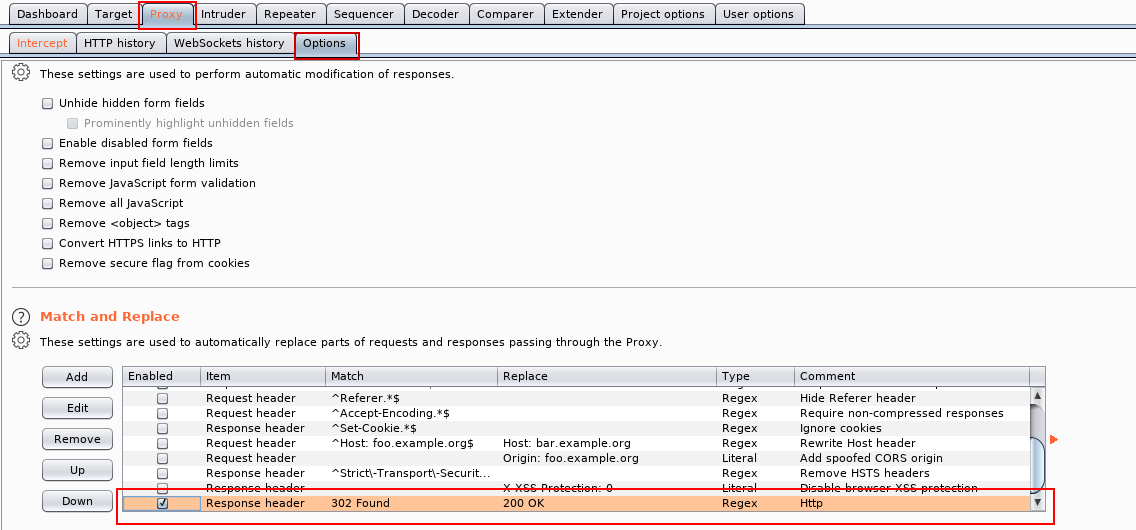 Dashboard Target Proxy Intruder Repeater Sequencer Decoder Comparer Extender Project options User options
Intercept HTTP history WebSockets history Options
These settings are used to perform automatic modification of responses.
Unhide hidden form fields
Prominently highlight unhidden fields
Enable disabled form fields
Remove input field length limits
Remove JavaScript form validation
Remove all JavaScript
Remove <object> tags
Convert HTTPS links to HTTP
Remove secure flag from cookies
? Match and Replace
These settings are used to automatically replace parts of requests and responses passing through the Proxy.
Add
Edit
Remove
Up
Down
Enabled Item Match Replace Type Comment
Request header ^Referer.*$ Regex Hide Referer header
Request header ^Accept-Encoding.*$ Regex Require non-compressed responses
Response header ^Set-Cookie.*$ Regex Ignore cookies
Request header ^Host: foo.example.org$ Host: bar.example.org Regex Rewrite Host header
Request header Origin: foo.example.org Literal Add spoofed CORS origin
Response header ^Strict\-Transport\-Securit... Regex Remove HSTS headers
Response header X-XSS-Protection: 0 Literal Disable browser XSS protection
Response header 302 Found 200 OK Regex Http